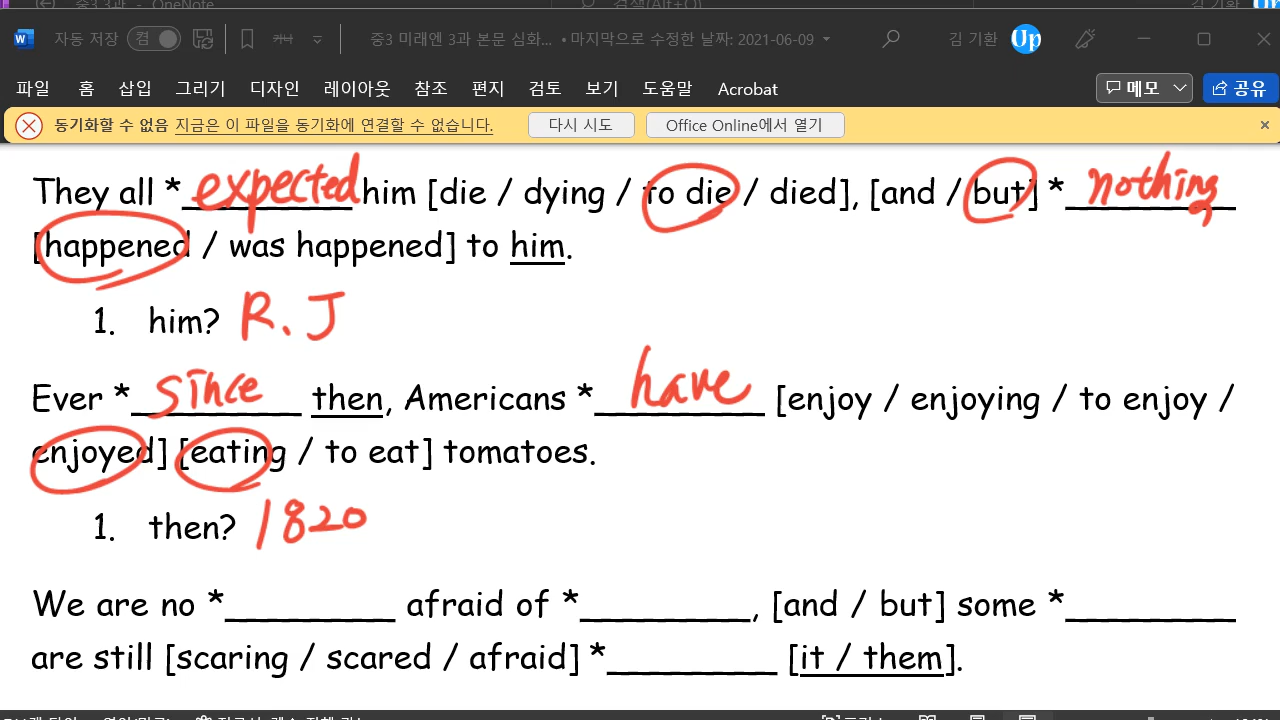 자동 저장 중3 미래엔 3과 본문 심화... • 마지막으로 수정한 날짜: 2021-06-09 김 기환 Up
파일 홈 삽입 그리기 디자인 레이아웃 참조 편지 검토 보기 도움말 Acrobat 메모 공유
동기화할 수 없음 지금은 이 파일을 동기화에 연결할 수 없습니다. 다시 시도 Office Online에서 열기
They all *expected him [die / dying / to die / died], [and / but] *nothing
[happened / was happened] to him.
1. him? R. J
Ever *since then, Americans *have [enjoy / enjoying / to enjoy /
enjoyed] [eating / to eat] tomatoes.
1. then? 1820
We are no *_________ afraid of *_________, [and / but] some *_________
are still [scaring / scared / afraid] *_________ [it / them].